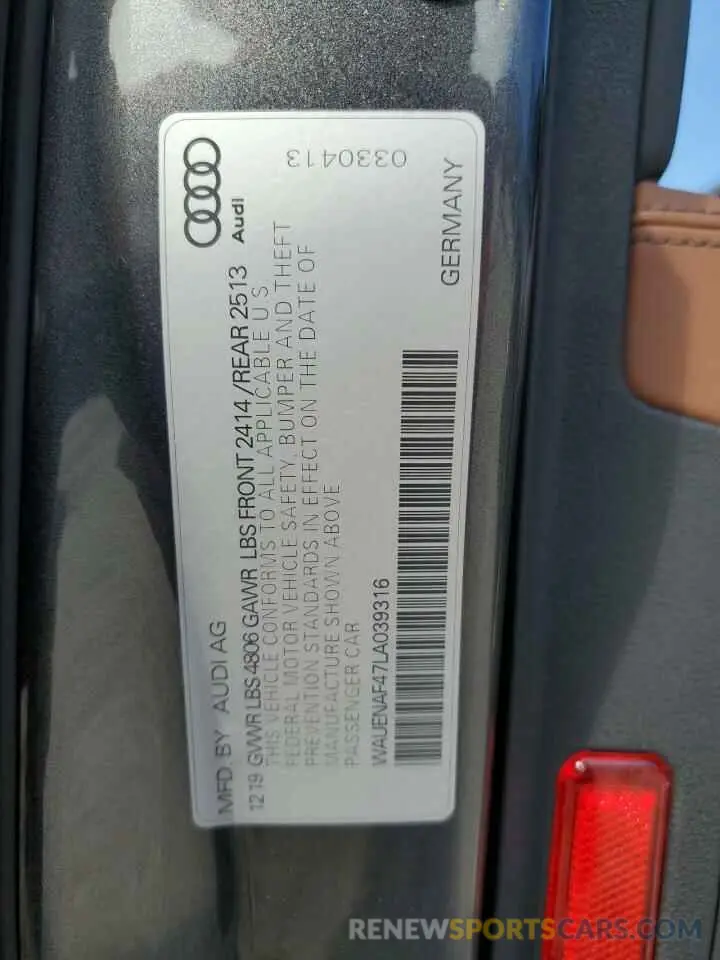 Audi
0330413
MFD. BY AUDI AG
12 19 GVWR LBS 4806 GAWR LBS FRONT 2414 /REAR 2513
THIS VEHICLE CONFORMS TO ALL APPLICABLE U S
FEDERAL MOTOR VEHICLE SAFETY, BUMPER AND THEFT
PREVENTION STANDARDS IN EFFECT ON THE DATE OF
MANUFACTURE SHOWN ABOVE
PASSENGER CAR
WAUENAF47LA039316
GERMANY
RENEWSPORTSCARS.COM